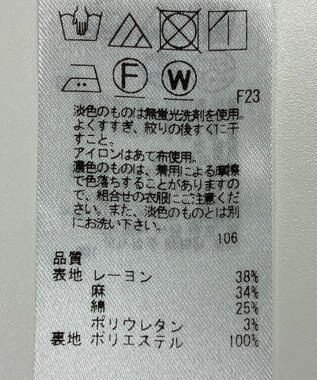 F
W
F23
淡色のものは無蛍光洗剤を使用。
よくすすぎ、絞りの後すぐに干
すこと。
アイロンはあて布使用。
濃色のものは、着用による摩擦
で色落ちすることがありますの
で、組合せの衣服にご注意くだ
さい。また、淡色のものとは別
にお洗い下さい。
106
品質
表地 レーヨン 38%
麻 34%
綿 25%
ポリウレタン 3%
裏地 ポリエステル 100%